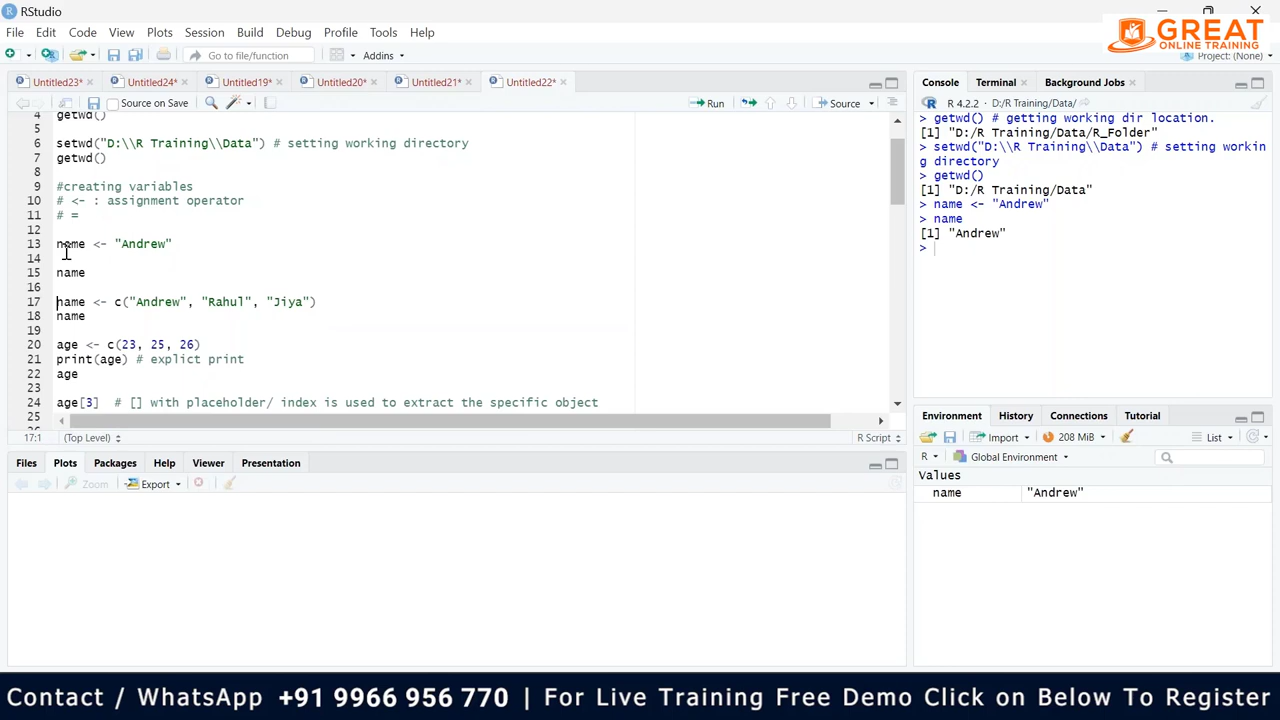 RStudio
File Edit Code View Plots Session Build Debug Profile Tools Help
GREAT
ONLINE TRAINING
Go to file/function Addins
Project: (None)
Untitled23* Untitled24* Untitled19* Untitled20* Untitled21* Untitled22*
Source on Save Run Source
4 getwd()
5
6 setwd("D:\\R Training\\Data") # setting working directory
7 getwd()
8
9 #creating variables
10 # <- : assignment operator
11 # =
12
13 name <- "Andrew"
14
15 name
16
17 name <- c("Andrew", "Rahul", "Jiya")
18 name
19
20 age <- c(23, 25, 26)
21 print(age) # explict print
22 age
23
24 age[3] # [] with placeholder/ index is used to extract the specific object
25
17:1 (Top Level) R Script
Files Plots Packages Help Viewer Presentation
Zoom Export
Console Terminal Background Jobs
R 4.2.2 · D:/R Training/Data/
> getwd() # getting working dir location.
[1] "D:/R Training/Data/R_Folder"
> setwd("D:\\R Training\\Data") # setting workin
g directory
> getwd()
[1] "D:/R Training/Data"
> name <- "Andrew"
> name
[1] "Andrew"
>
Environment History Connections Tutorial
Import 208 MiB List
R Global Environment
Values
name "Andrew"
Contact / WhatsApp +91 9966 956 770 | For Live Training Free Demo Click on Below To Register